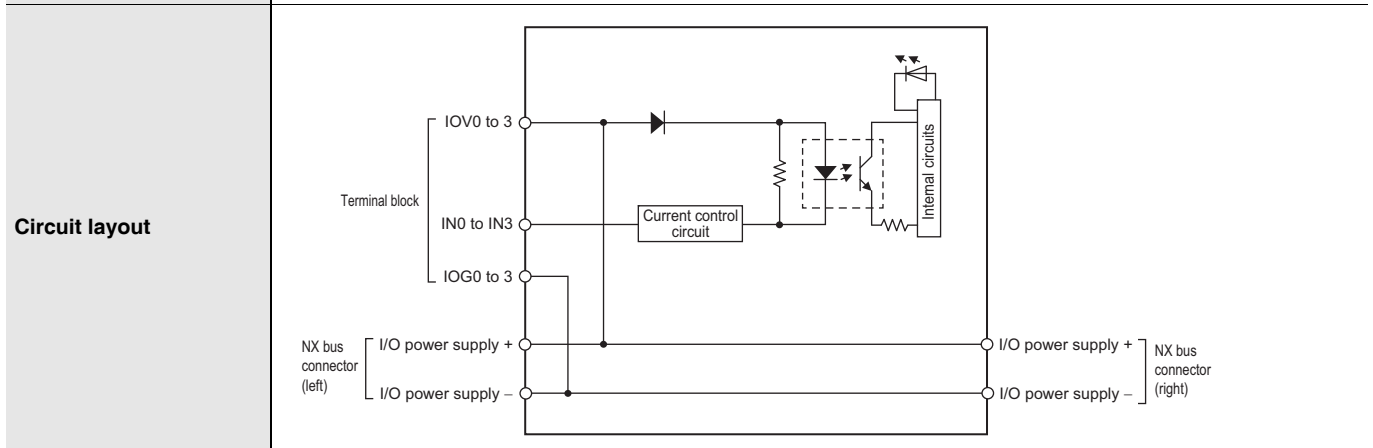 Circuit layout
Terminal block
IOV0 to 3
IN0 to IN3
IOG0 to 3
Current control
circuit
Internal circuits
NX bus
connector
(left)
I/O power supply +
I/O power supply −
I/O power supply +
I/O power supply −
NX bus
connector
(right)